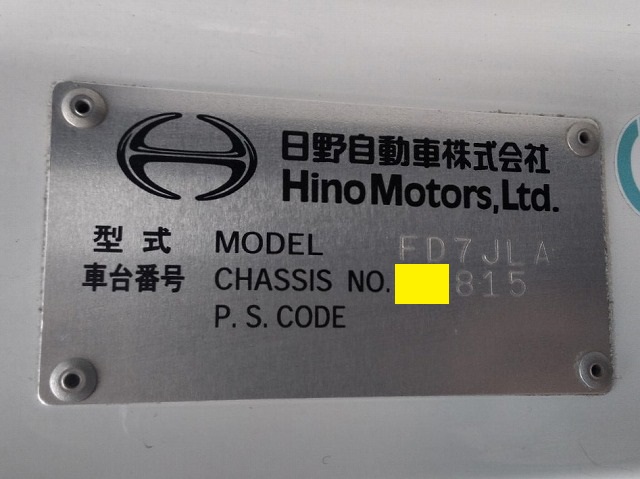 日野自動車株式会社
Hino Motors, Ltd.
型式 MODEL FD7JLA
車台番号 CHASSIS NO. 815
P. S. CODE